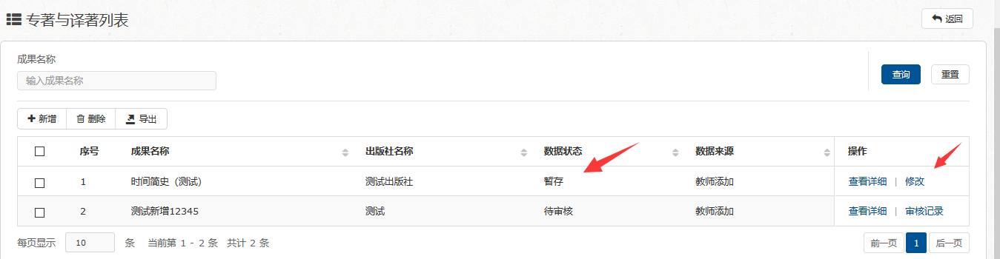 专著与译著列表
返回
成果名称
输入成果名称
查询 重置
新增 删除 导出
序号 成果名称 出版社名称 数据状态 数据来源 操作
1 时间简史（测试） 测试出版社 暂存 教师添加 查看详细 | 修改
2 测试新增12345 测试 待审核 教师添加 查看详细 | 审核记录
每页显示 10 条 当前第 1 - 2 条 共计 2 条 前一页 1 后一页